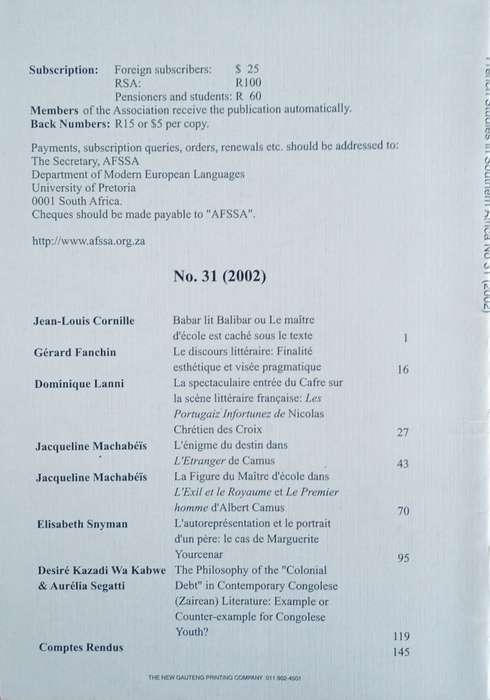 Subscription: Foreign subscribers: $ 25
RSA: R100
Pensioners and students: R 60
Members of the Association receive the publication automatically.
Back Numbers: R15 or $5 per copy.
Payments, subscription queries, orders, renewals etc. should be addressed to:
The Secretary, AFSSA
Department of Modern European Languages
University of Pretoria
0001 South Africa.
Cheques should be made payable to "AFSSA".
http://www.afssa.org.za
No. 31 (2002)
Jean-Louis Cornille Babar lit Balibar ou Le maître
d'école est caché sous le texte 1
Gérard Fanchin Le discours littéraire: Finalité
esthétique et visée pragmatique 16
Dominique Lanni La spectaculaire entrée du Cafre sur
la scène littéraire française: Les
Portugaiz Infortunez de Nicolas
Chrétien des Croix 27
Jacqueline Machabéïs L'énigme du destin dans
L'Etranger de Camus 43
Jacqueline Machabéïs La Figure du Maître d'école dans
L'Exil et le Royaume et Le Premier
homme d'Albert Camus 70
Elisabeth Snyman L'autoreprésentation et le portrait
d'un père: le cas de Marguerite
Yourcenar 95
Desiré Kazadi Wa Kabwe The Philosophy of the "Colonial
& Aurélia Segatti Debt" in Contemporary Congolese
(Zairean) Literature: Example or
Counter-example for Congolese
Youth? 119
Comptes Rendus 145
THE NEW GAUTENG PRINTING COMPANY 011 902-4501
French Studies in Southern Africa No 31 (2002)